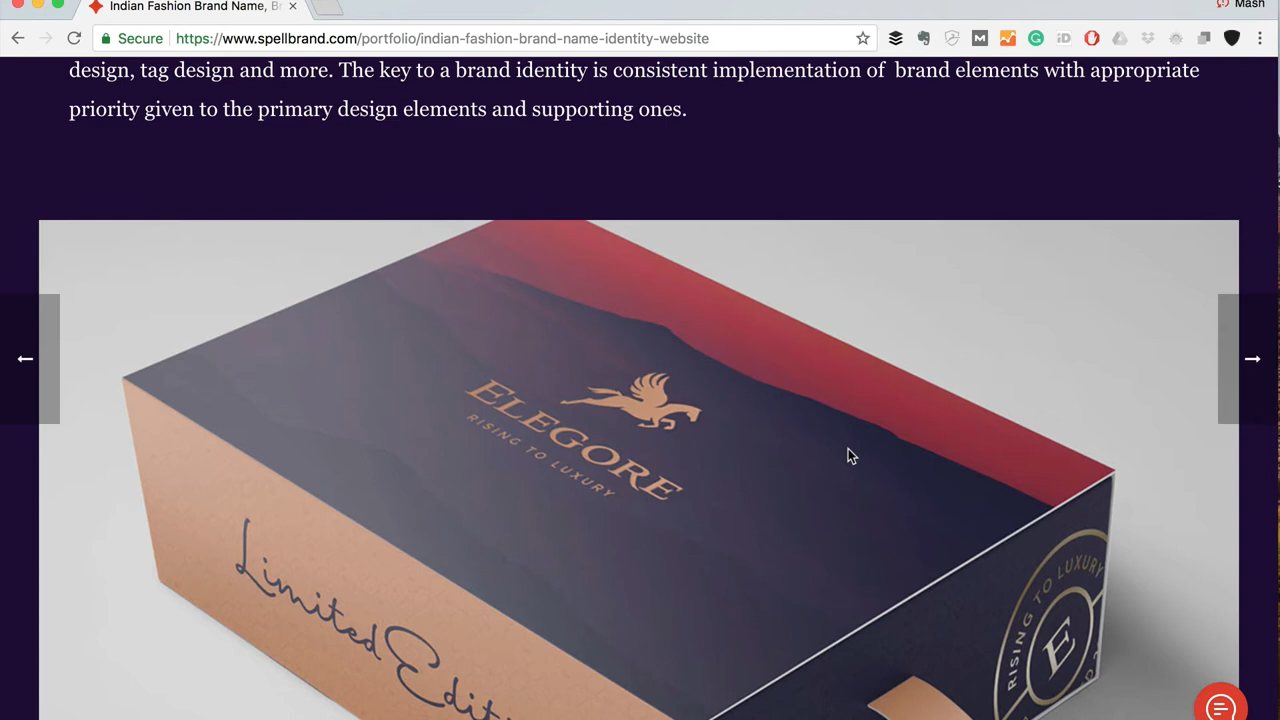 Indian Fashion Brand Name, B
Mash
Secure
https://www.spellbrand.com/portfolio/indian-fashion-brand-name-identity-website
design, tag design and more. The key to a brand identity is consistent implementation of brand elements with appropriate
priority given to the primary design elements and supporting ones.
ELEGORE
RISING TO LUXURY
Limited Edit
RISING TO LUXURY
E